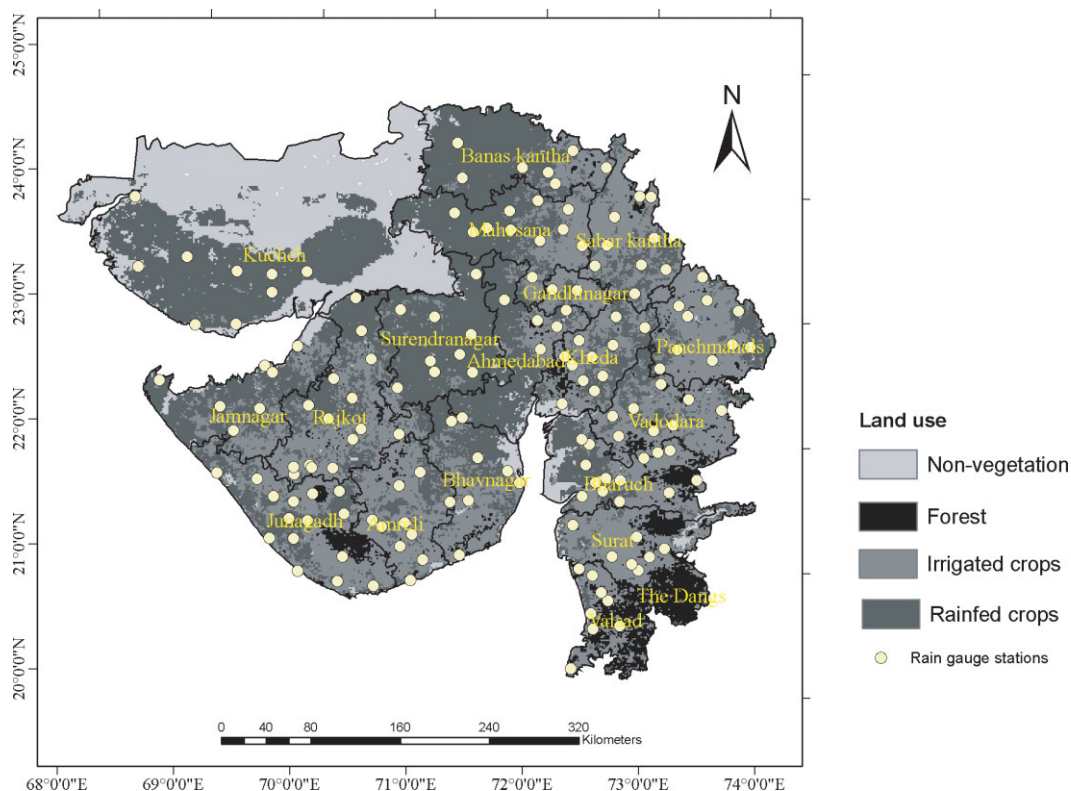 25°0'0"N
24°0'0"N
23°0'0"N
22°0'0"N
21°0'0"N
20°0'0"N
N
Banas kantha
Mahesana
Sabar kantha
Kuchch
Gandhinagar
Surendranagar
Ahmedabad
Kheda
Panchmahals
Jamnagar
Rajkot
Vadodara
Bhavnagar
Bharuch
Junagadh
Amreli
Surat
The Dangs
Valsad
0 40 80 160 240 320
Kilometers
68°0'0"E 69°0'0"E 70°0'0"E 71°0'0"E 72°0'0"E 73°0'0"E 74°0'0"E
Land use
Non-vegetation
Forest
Irrigated crops
Rainfed crops
Rain gauge stations